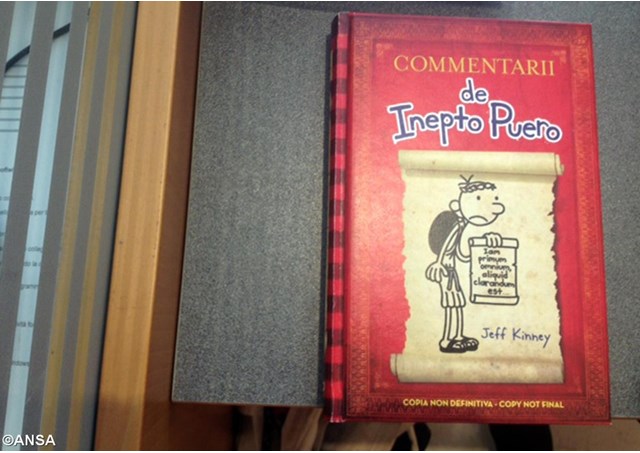 COMMENTARII
de
Inepto Puero
Iam
primum
omnium
aliquid
clarandum
est
Jeff Kinney
COPIA NON DEFINITIVA - COPY NOT FINAL
©ANSA